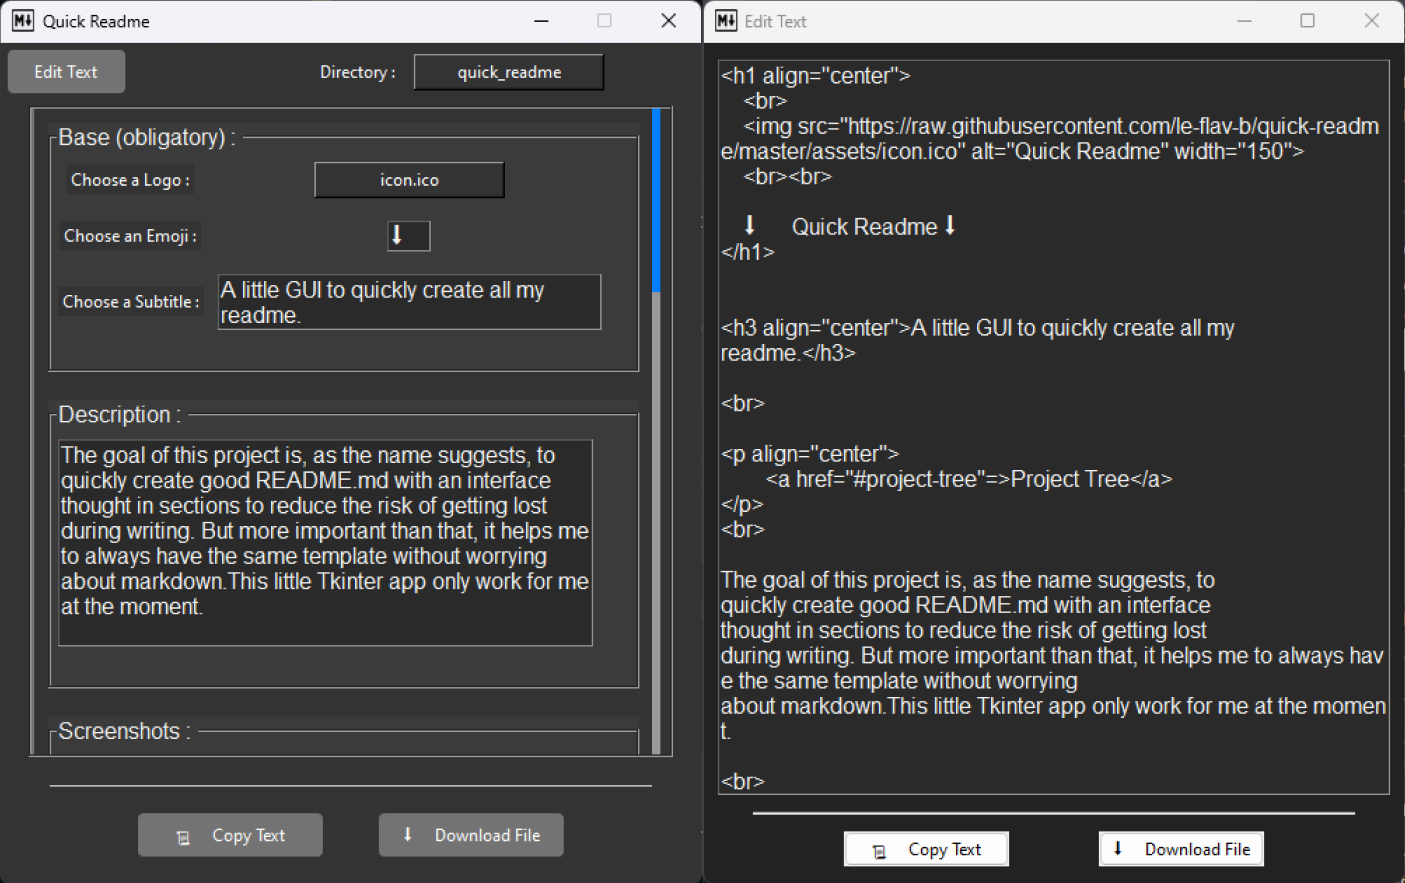 M↓ Quick Readme
Edit Text
Directory :
quick_readme
Base (obligatory) :
Choose a Logo :
icon.ico
Choose an Emoji :
⬇
Choose a Subtitle :
A little GUI to quickly create all my
readme.
Description :
The goal of this project is, as the name suggests, to
quickly create good README.md with an interface
thought in sections to reduce the risk of getting lost
during writing. But more important than that, it helps me
to always have the same template without worrying
about markdown.This little Tkinter app only work for me
at the moment.
Screenshots :
Copy Text
⬇ Download File
M↓ Edit Text
<h1 align="center">
<br>
<img src="https://raw.githubusercontent.com/le-flav-b/quick-readm
e/master/assets/icon.ico" alt="Quick Readme" width="150">
<br><br>
⬇ Quick Readme ⬇
</h1>
<h3 align="center">A little GUI to quickly create all my
readme.</h3>
<br>
<p align="center">
<a href="#project-tree"=>Project Tree</a>
</p>
<br>
The goal of this project is, as the name suggests, to
quickly create good README.md with an interface
thought in sections to reduce the risk of getting lost
during writing. But more important than that, it helps me to always hav
e the same template without worrying
about markdown.This little Tkinter app only work for me at the momen
t.
<br>
Copy Text
⬇ Download File